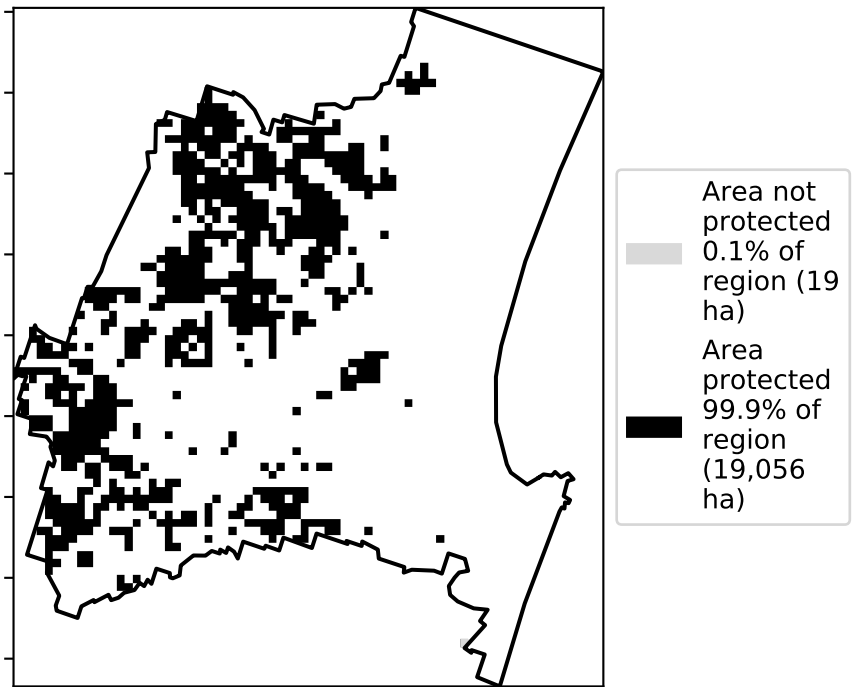 Area not
protected
0.1% of
region (19
ha)
Area
protected
99.9% of
region
(19,056
ha)